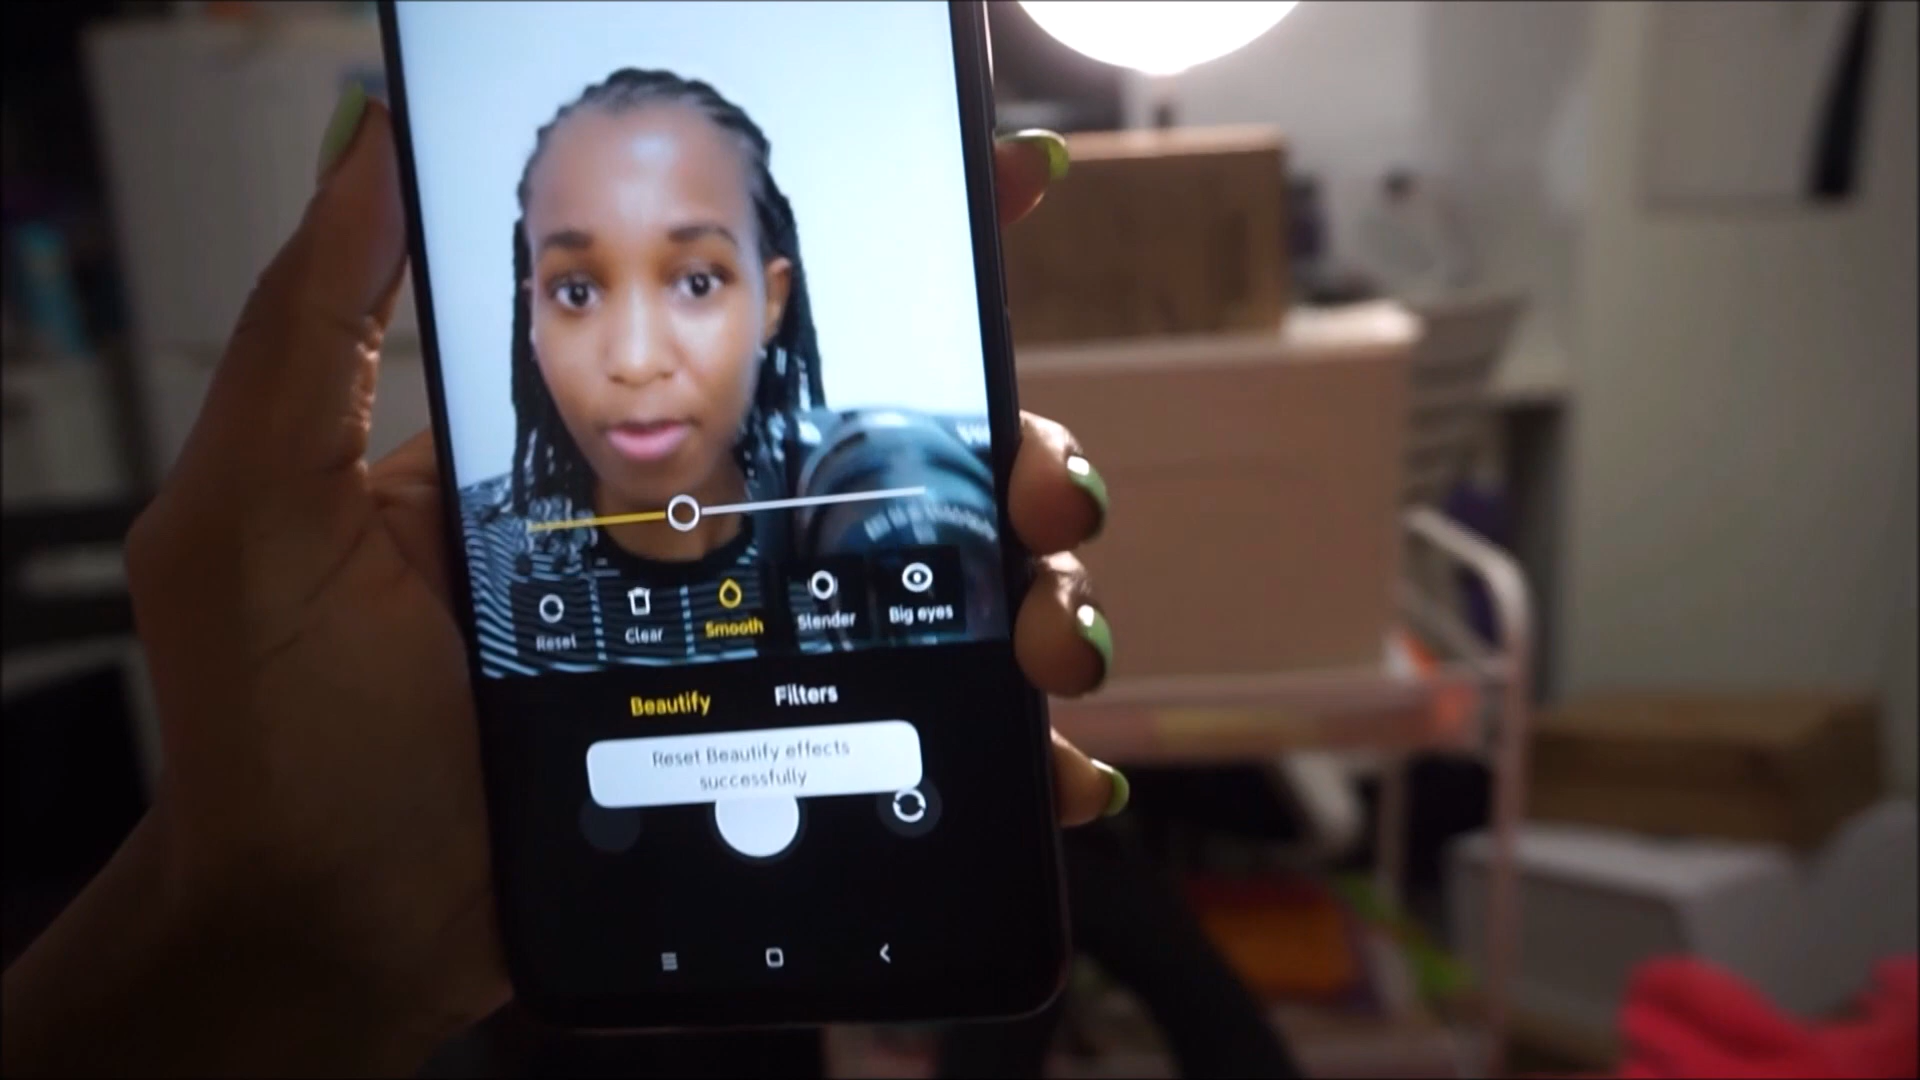 Reset
Clear
Smooth
Slender
Big eyes
Beautify
Filters
Reset Beautify effects
successfully